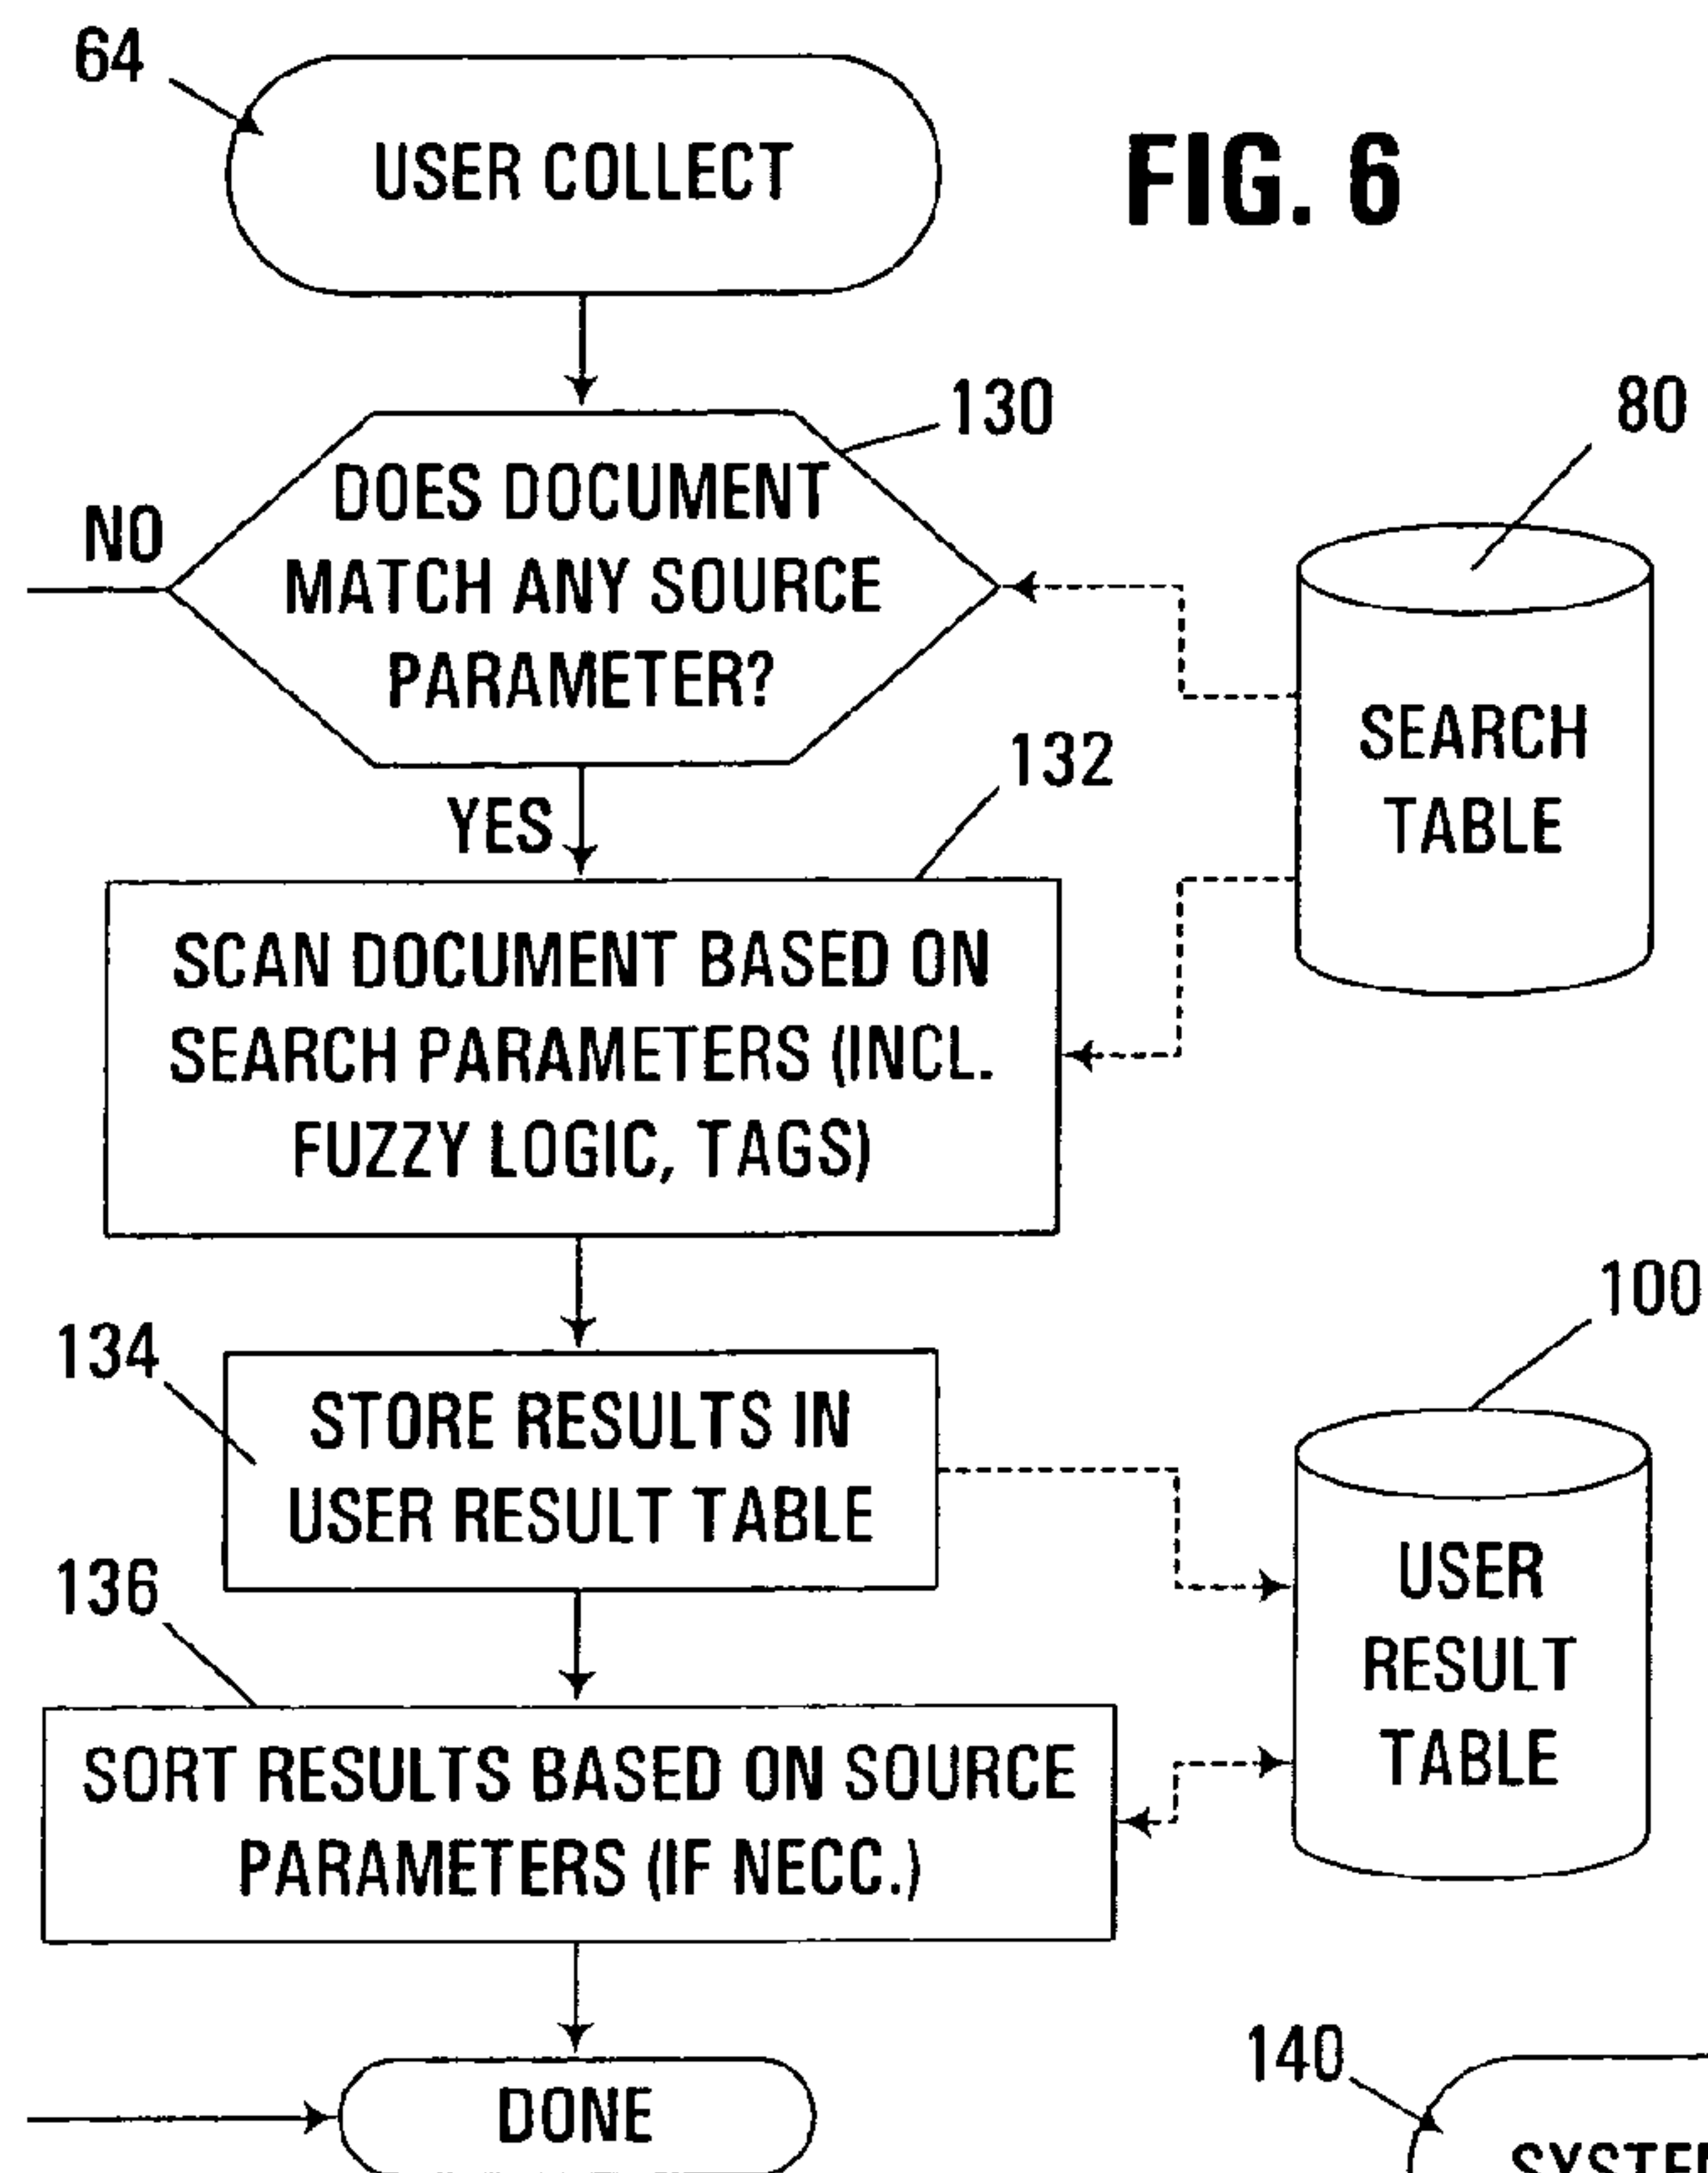 64
USER COLLECT
FIG. 6
130
80
DOES DOCUMENT
MATCH ANY SOURCE
PARAMETER?
NO
SEARCH
TABLE
132
YES
SCAN DOCUMENT BASED ON
SEARCH PARAMETERS (INCL.
FUZZY LOGIC, TAGS)
100
134
STORE RESULTS IN
USER RESULT TABLE
USER
RESULT
TABLE
136
SORT RESULTS BASED ON SOURCE
PARAMETERS (IF NECC.)
140
DONE